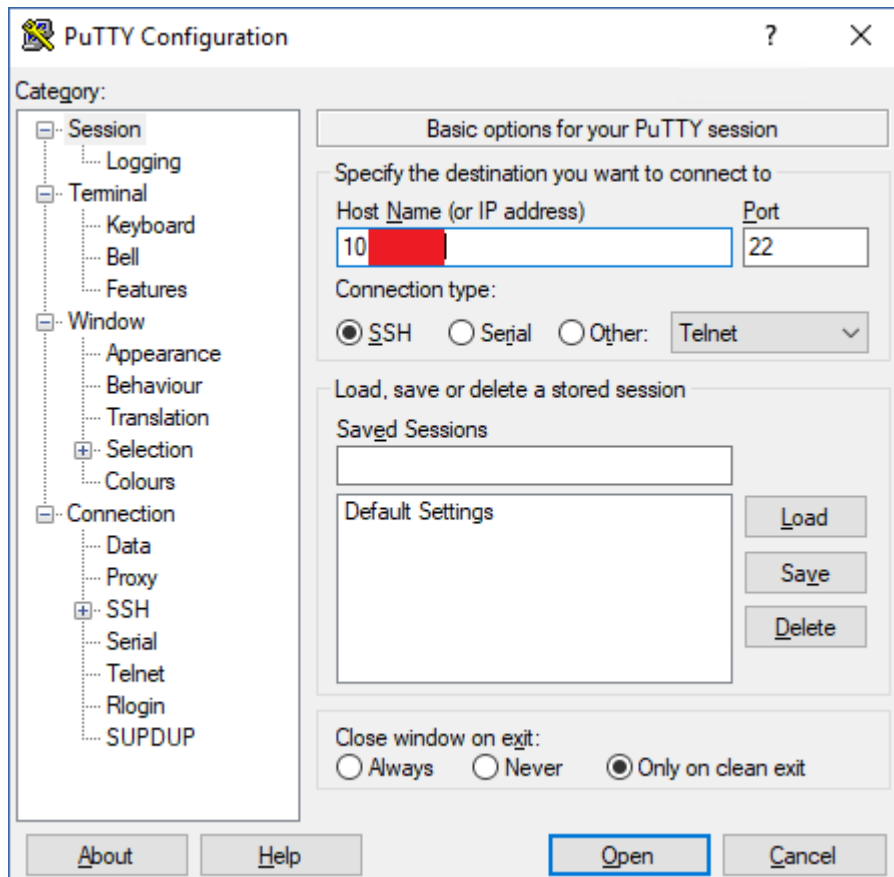 PuTTY Configuration
?
Category:
Session
Logging
Terminal
Keyboard
Bell
Features
Window
Appearance
Behaviour
Translation
Selection
Colours
Connection
Data
Proxy
SSH
Serial
Telnet
Rlogin
SUPDUP
Basic options for your PuTTY session
Specify the destination you want to connect to
Host Name (or IP address) Port
10 22
Connection type:
SSH Serial Other: Telnet
Load, save or delete a stored session
Saved Sessions
Default Settings
Load
Save
Delete
Close window on exit:
Always Never Only on clean exit
About Help Open Cancel